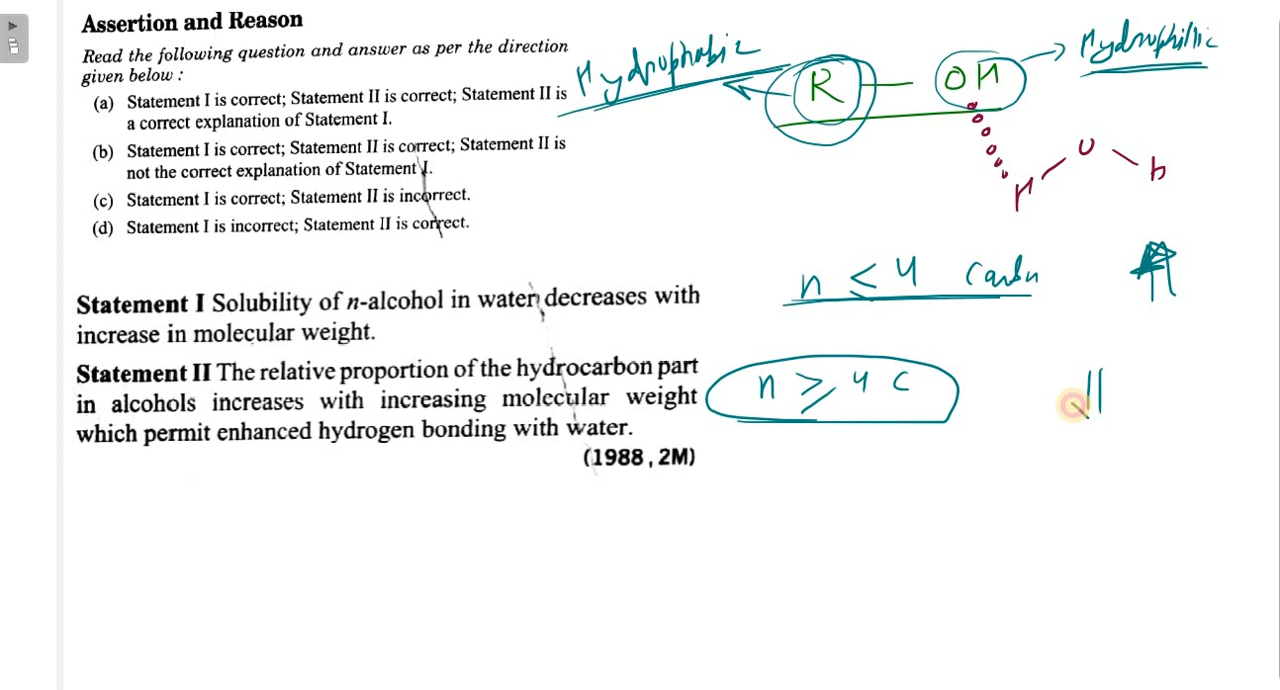 Assertion and Reason
Read the following question and answer as per the direction
given below :
(a) Statement I is correct; Statement II is correct; Statement II is
a correct explanation of Statement I.
(b) Statement I is correct; Statement II is correct; Statement II is
not the correct explanation of Statement I.
(c) Statement I is correct; Statement II is incorrect.
(d) Statement I is incorrect; Statement II is correct.
Statement I Solubility of n-alcohol in water decreases with
increase in molecular weight.
Statement II The relative proportion of the hydrocarbon part
in alcohols increases with increasing molecular weight
which permit enhanced hydrogen bonding with water.
(1988, 2M)
Hydrophobic
R — OH
Hydrophilic
H O h
n ≤ 4 Carbn
n ≥ 4 C